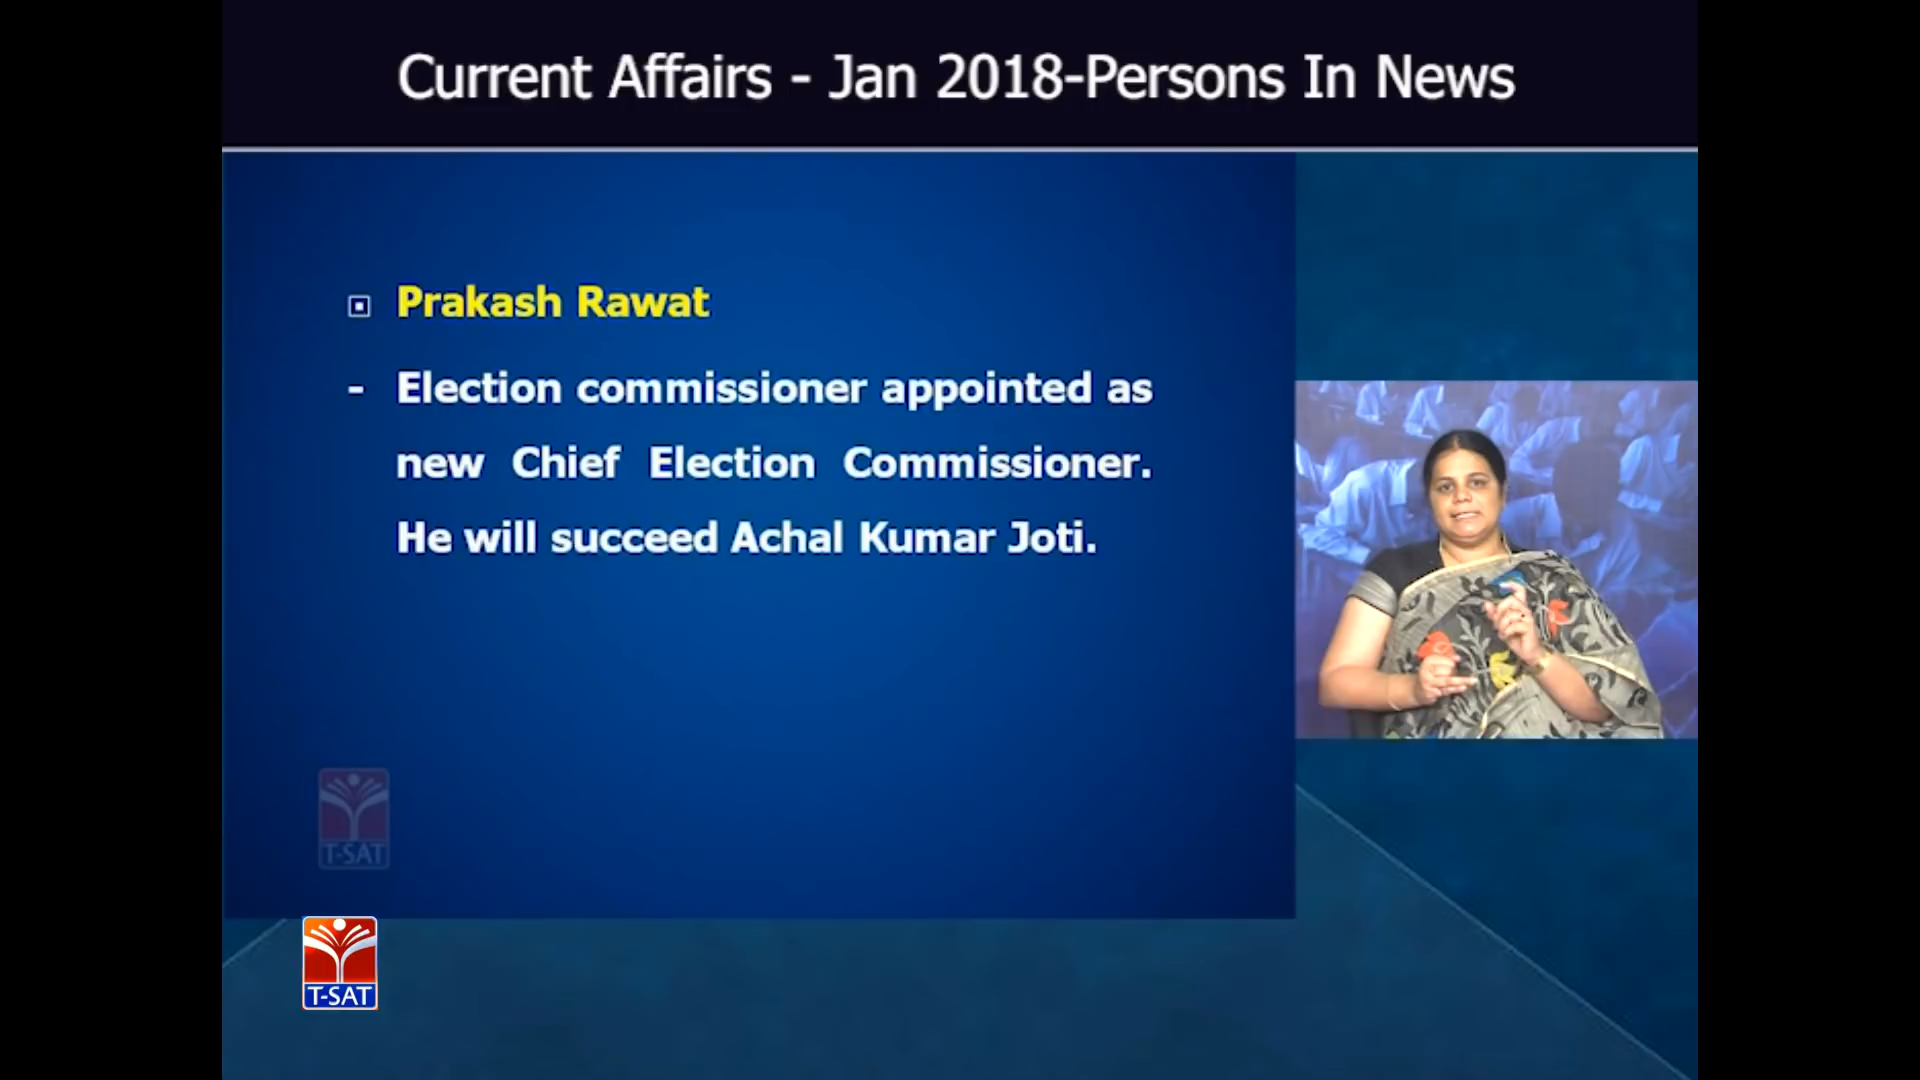 Current Affairs - Jan 2018-Persons In News
Prakash Rawat
- Election commissioner appointed as
new Chief Election Commissioner.
He will succeed Achal Kumar Joti.
T-SAT
T-SAT